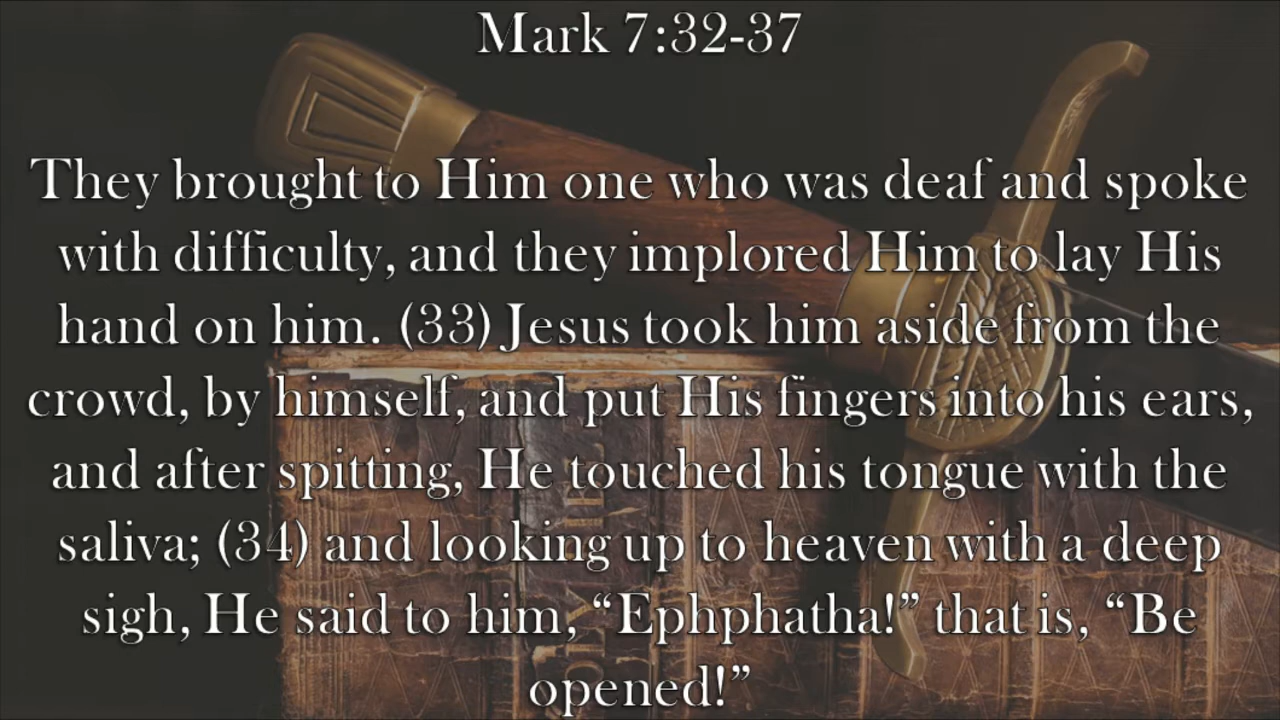 Mark 7:32-37
They brought to Him one who was deaf and spoke
with difficulty, and they implored Him to lay His
hand on him. (33) Jesus took him aside from the
crowd, by himself, and put His fingers into his ears,
and after spitting, He touched his tongue with the
saliva; (34) and looking up to heaven with a deep
sigh, He said to him, “Ephphatha!” that is, “Be
opened!”